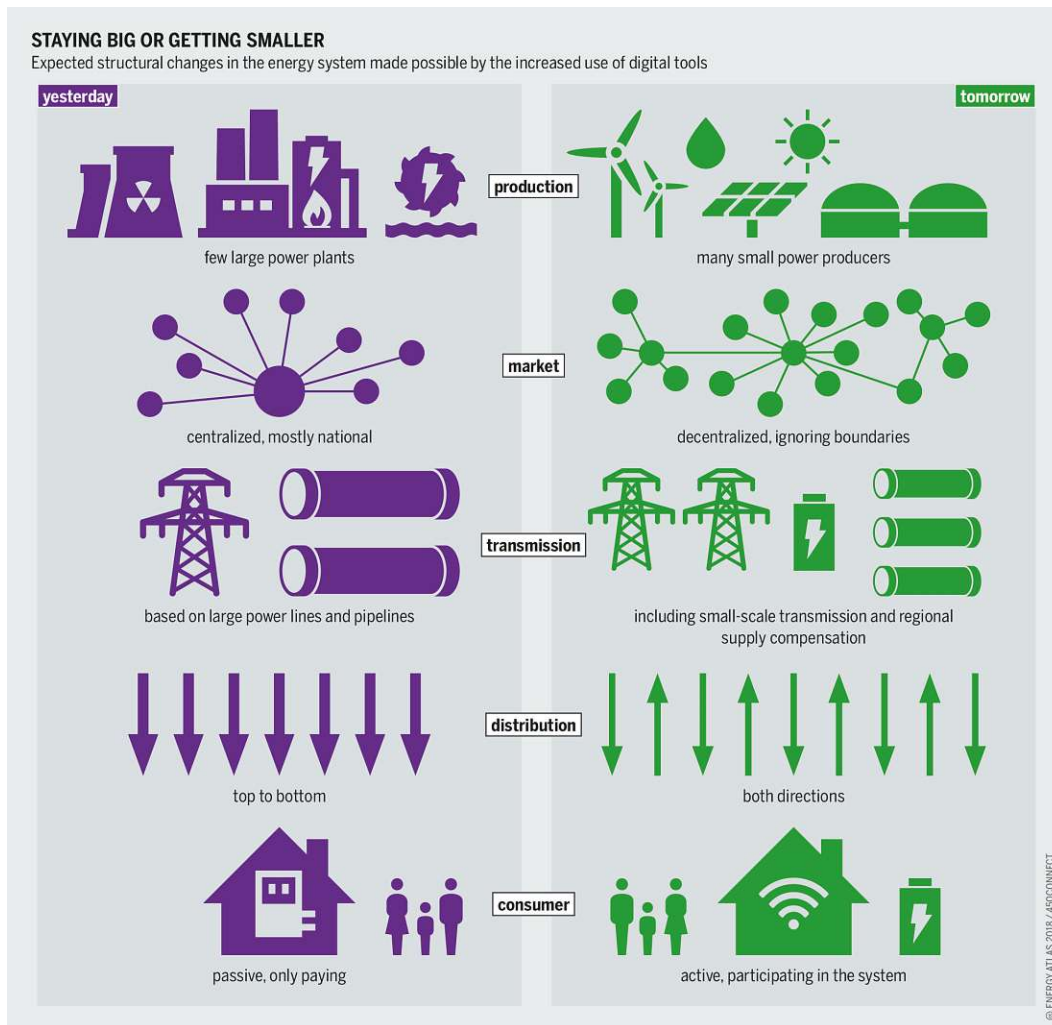 STAYING BIG OR GETTING SMALLER
Expected structural changes in the energy system made possible by the increased use of digital tools
yesterday
tomorrow
production
few large power plants
many small power producers
market
centralized, mostly national
decentralized, ignoring boundaries
transmission
based on large power lines and pipelines
including small-scale transmission and regional
supply compensation
distribution
top to bottom
both directions
consumer
passive, only paying
active, participating in the system
© ENERGY ATLAS 2018 / 450CONNECT